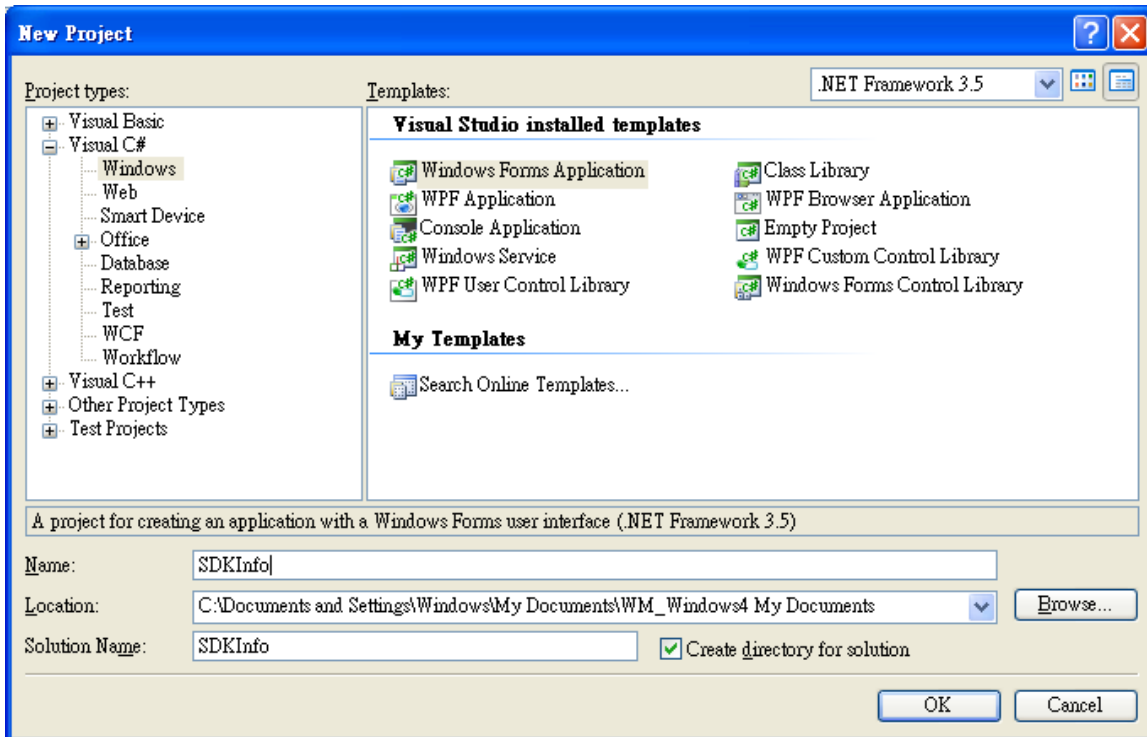 New Project
Project types:
Templates:
.NET Framework 3.5
Visual Basic
Visual C#
Windows
Web
Smart Device
Office
Database
Reporting
Test
WCF
Workflow
Visual C++
Other Project Types
Test Projects
Visual Studio installed templates
Windows Forms Application
WPF Application
Console Application
Windows Service
WPF User Control Library
Class Library
WPF Browser Application
Empty Project
WPF Custom Control Library
Windows Forms Control Library
My Templates
Search Online Templates...
A project for creating an application with a Windows Forms user interface (.NET Framework 3.5)
Name:
SDKInfo
Location:
C:\Documents and Settings\Windows\My Documents\WM_Windows4 My Documents
Browse...
Solution Name:
SDKInfo
Create directory for solution
OK
Cancel